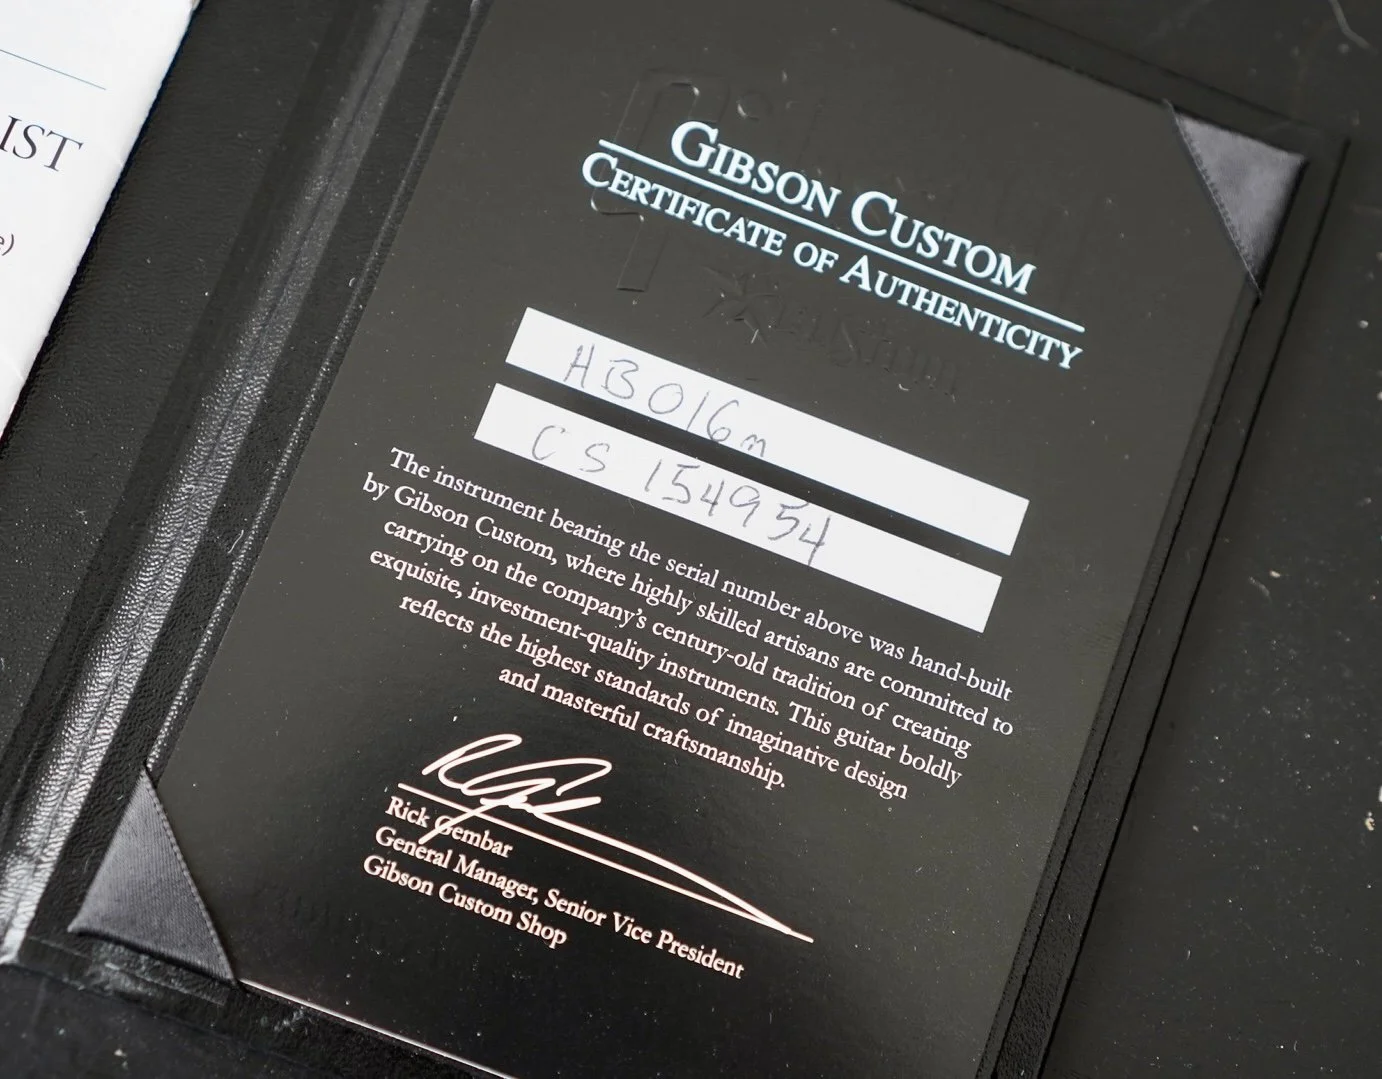 IST
e)
GIBSON CUSTOM
CERTIFICATE OF AUTHENTICITY
HB016n
CS 154954
The instrument bearing the serial number above was hand-built
by Gibson Custom, where highly skilled artisans are committed to
carrying on the company's century-old tradition of creating
exquisite, investment-quality instruments. This guitar boldly
reflects the highest standards of imaginative design
and masterful craftsmanship.
Rick Gembar
General Manager, Senior Vice President
Gibson Custom Shop